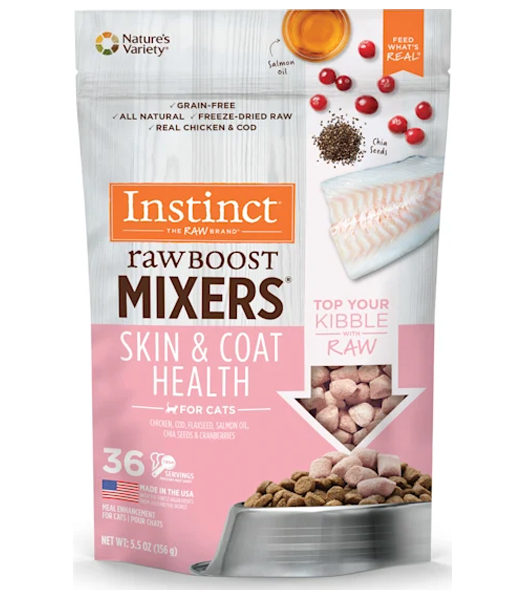 Nature's
Variety®
FEED
WHAT'S
REAL®
Salmon
oil
✓GRAIN-FREE
✓ALL NATURAL ✓FREEZE-DRIED RAW
✓REAL CHICKEN & COD
Chia
Seeds
Instinct®
THE RAW BRAND®
raw BOOST
MIXERS®
TOP YOUR
KIBBLE
WITH
RAW
SKIN & COAT
HEALTH
FOR CATS
CHICKEN, COD, FLAXSEED, SALMON OIL,
CHIA SEEDS & CRANBERRIES
36
SERVINGS
MADE IN THE USA
MEAL ENHANCEMENT
FOR CATS | POUR CHATS
NET WT: 5.5 OZ (156 g)